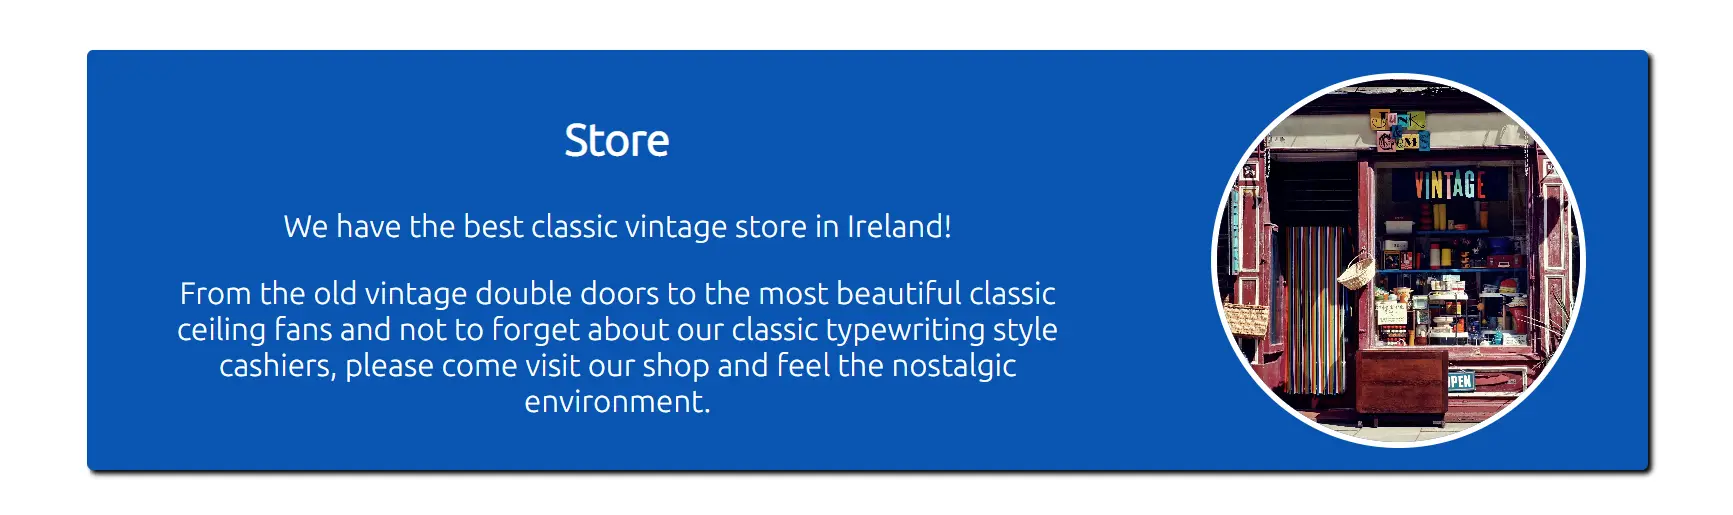 Store
We have the best classic vintage store in Ireland!
From the old vintage double doors to the most beautiful classic
ceiling fans and not to forget about our classic typewriting style
cashiers, please come visit our shop and feel the nostalgic
environment.
Junk
&
Gems
VINTAGE
OPEN